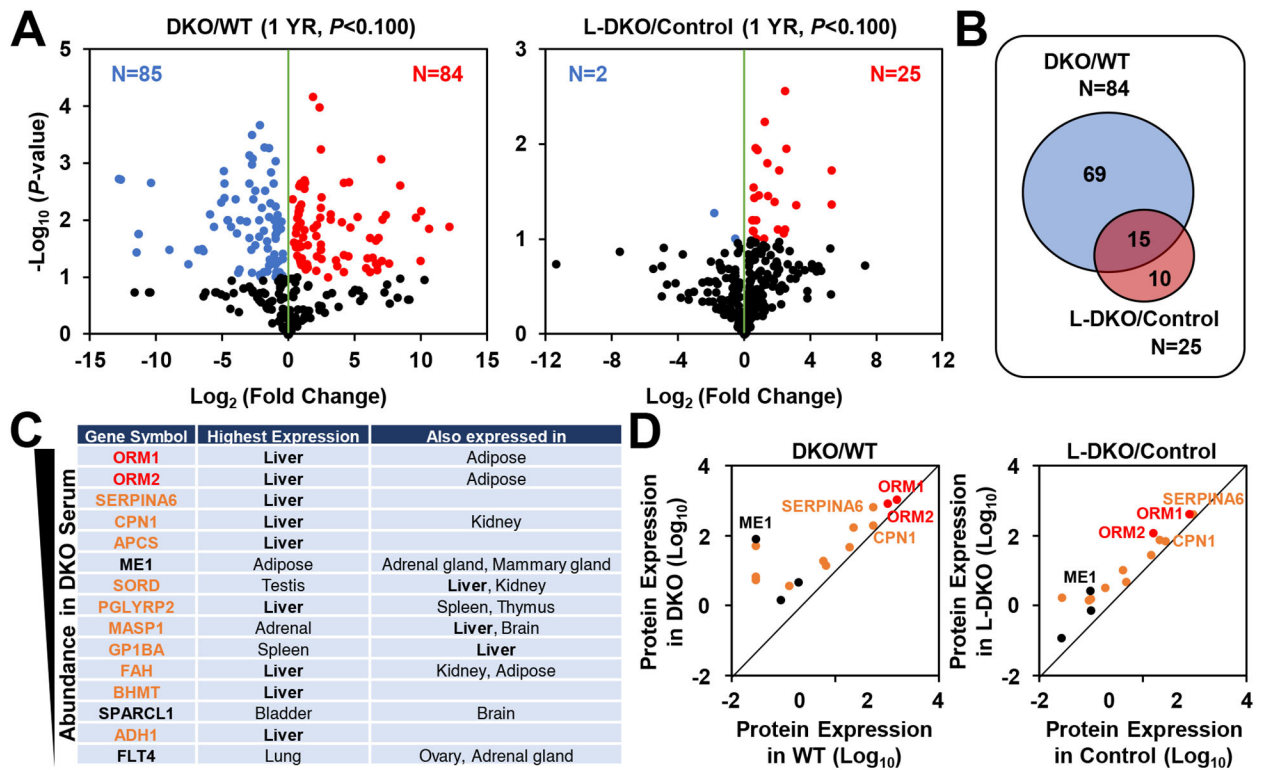 A
DKO/WT (1 YR, P<0.100)
N=85
N=84
-Log10 (P-value)
5
4
3
2
1
0
-15
-10
-5
0
5
10
15
Log2 (Fold Change)
L-DKO/Control (1 YR, P<0.100)
N=2
N=25
3
2
1
0
-12
-8
-4
0
4
8
12
Log2 (Fold Change)
B
DKO/WT
N=84
69
15
10
L-DKO/Control
N=25
C
Abundance in DKO Serum
Gene Symbol Highest Expression Also expressed in
ORM1 Liver Adipose
ORM2 Liver Adipose
SERPINA6 Liver
CPN1 Liver Kidney
APCS Liver
ME1 Adipose Adrenal gland, Mammary gland
SORD Testis Liver, Kidney
PGLYRP2 Liver Spleen, Thymus
MASP1 Adrenal Liver, Brain
GP1BA Spleen Liver
FAH Liver Kidney, Adipose
BHMT Liver
SPARCL1 Bladder Brain
ADH1 Liver
FLT4 Lung Ovary, Adrenal gland
D
DKO/WT
Protein Expression
in DKO (Log10)
4
2
0
-2
ORM1
SERPINA6
ORM2
ME1
CPN1
-2
0
2
4
Protein Expression
in WT (Log10)
L-DKO/Control
Protein Expression
in L-DKO (Log10)
4
2
0
-2
SERPINA6
ORM1
ORM2
CPN1
ME1
-2
0
2
4
Protein Expression
in Control (Log10)